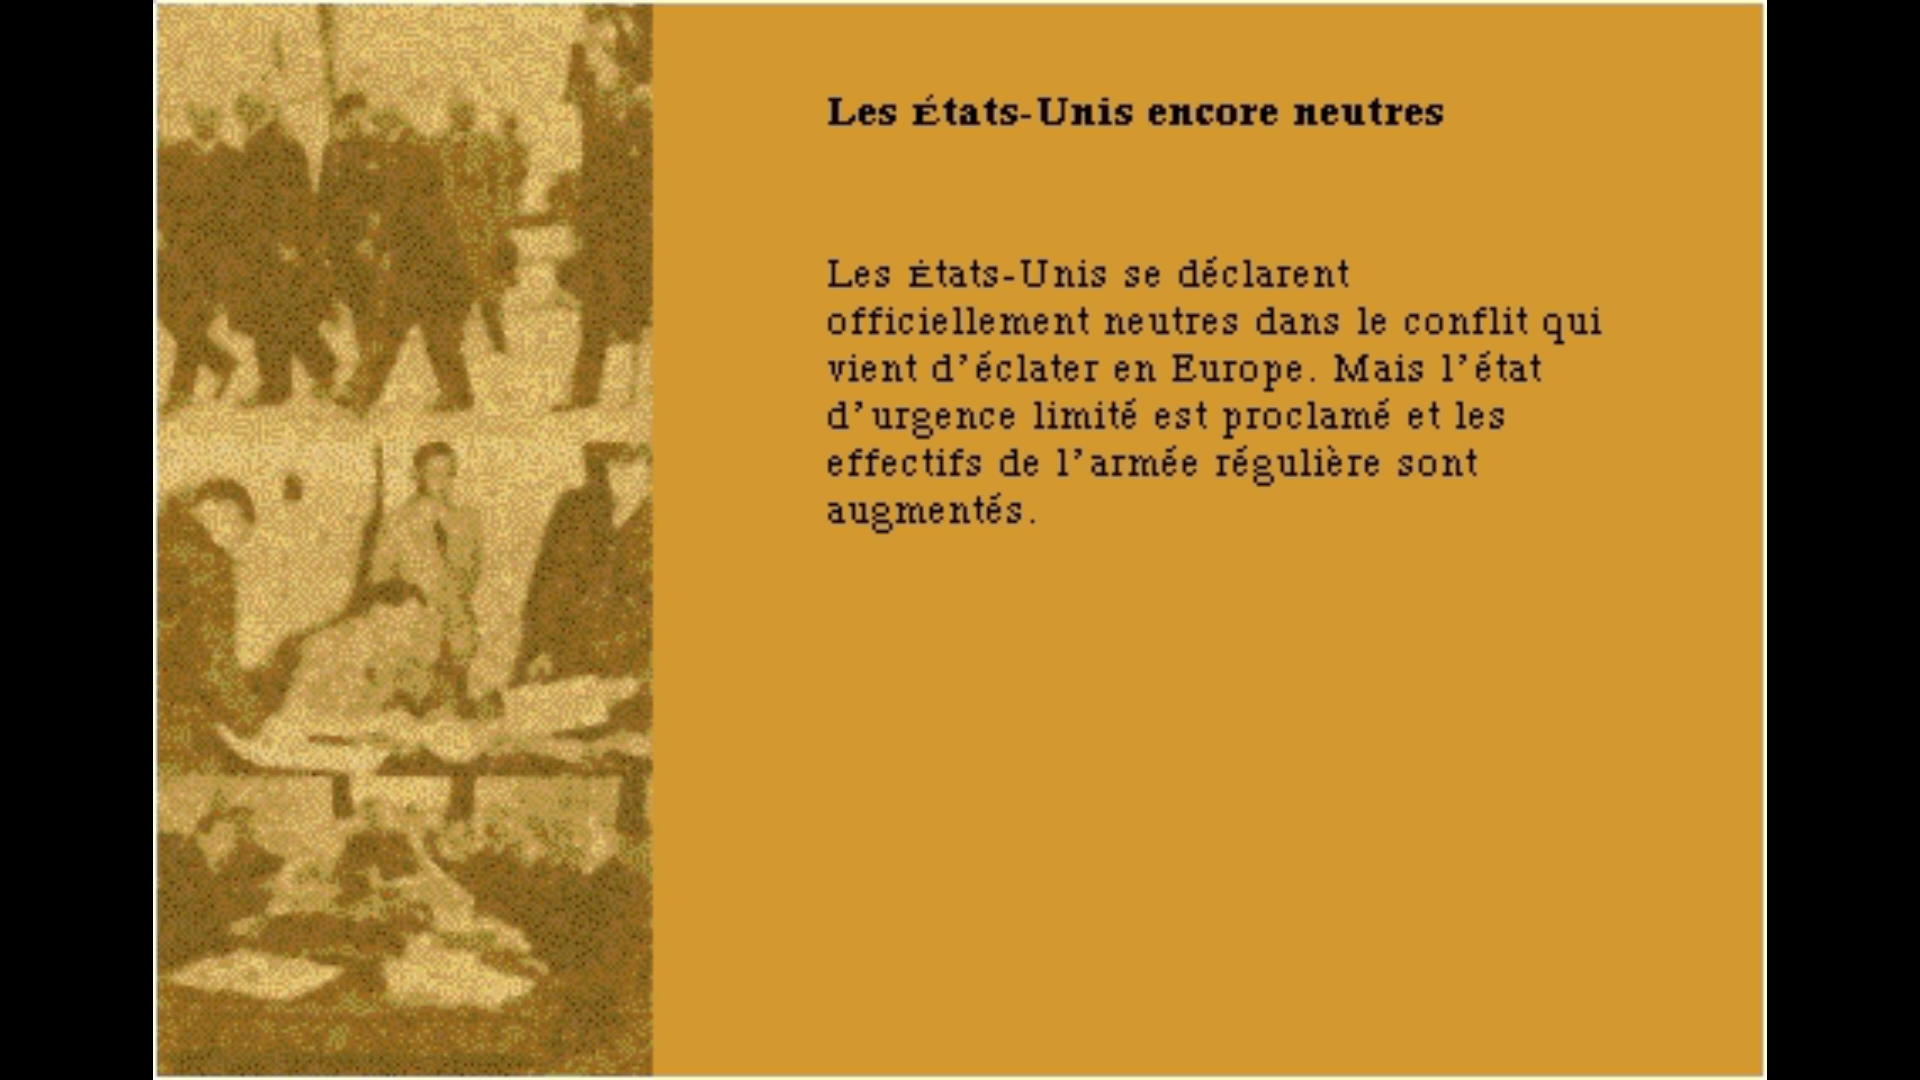 Les États-Unis encore neutres
Les États-Unis se déclarent
officiellement neutres dans le conflit qui
vient d’éclater en Europe. Mais l’état
d’urgence limité est proclamé et les
effectifs de l’armée régulière sont
augmentés.